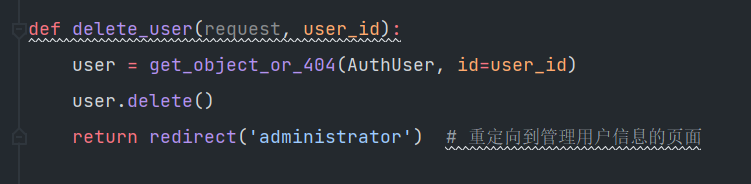 def delete_user(request, user_id):
    user = get_object_or_404(AuthUser, id=user_id)
    user.delete()
    return redirect('administrator')  # 重定向到管理用户信息的页面